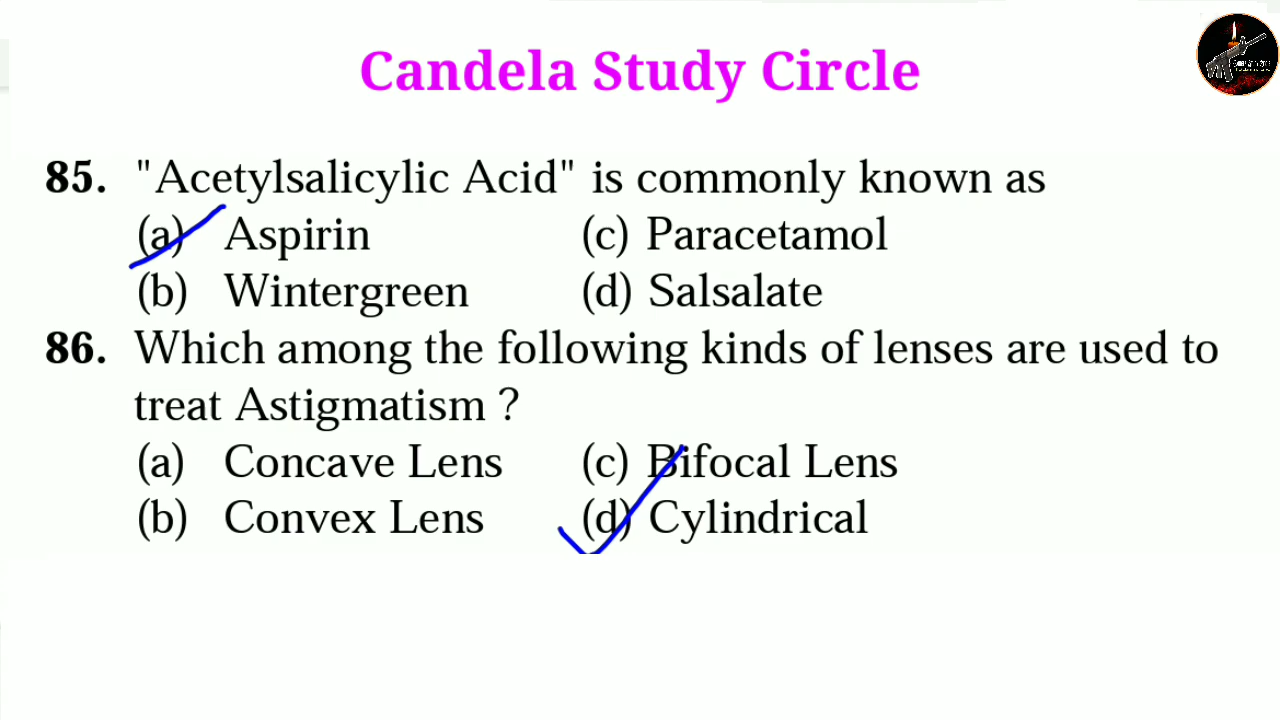 Candela Study Circle
85. "Acetylsalicylic Acid" is commonly known as
(a) Aspirin (c) Paracetamol
(b) Wintergreen (d) Salsalate
86. Which among the following kinds of lenses are used to
treat Astigmatism ?
(a) Concave Lens (c) Bifocal Lens
(b) Convex Lens (d) Cylindrical